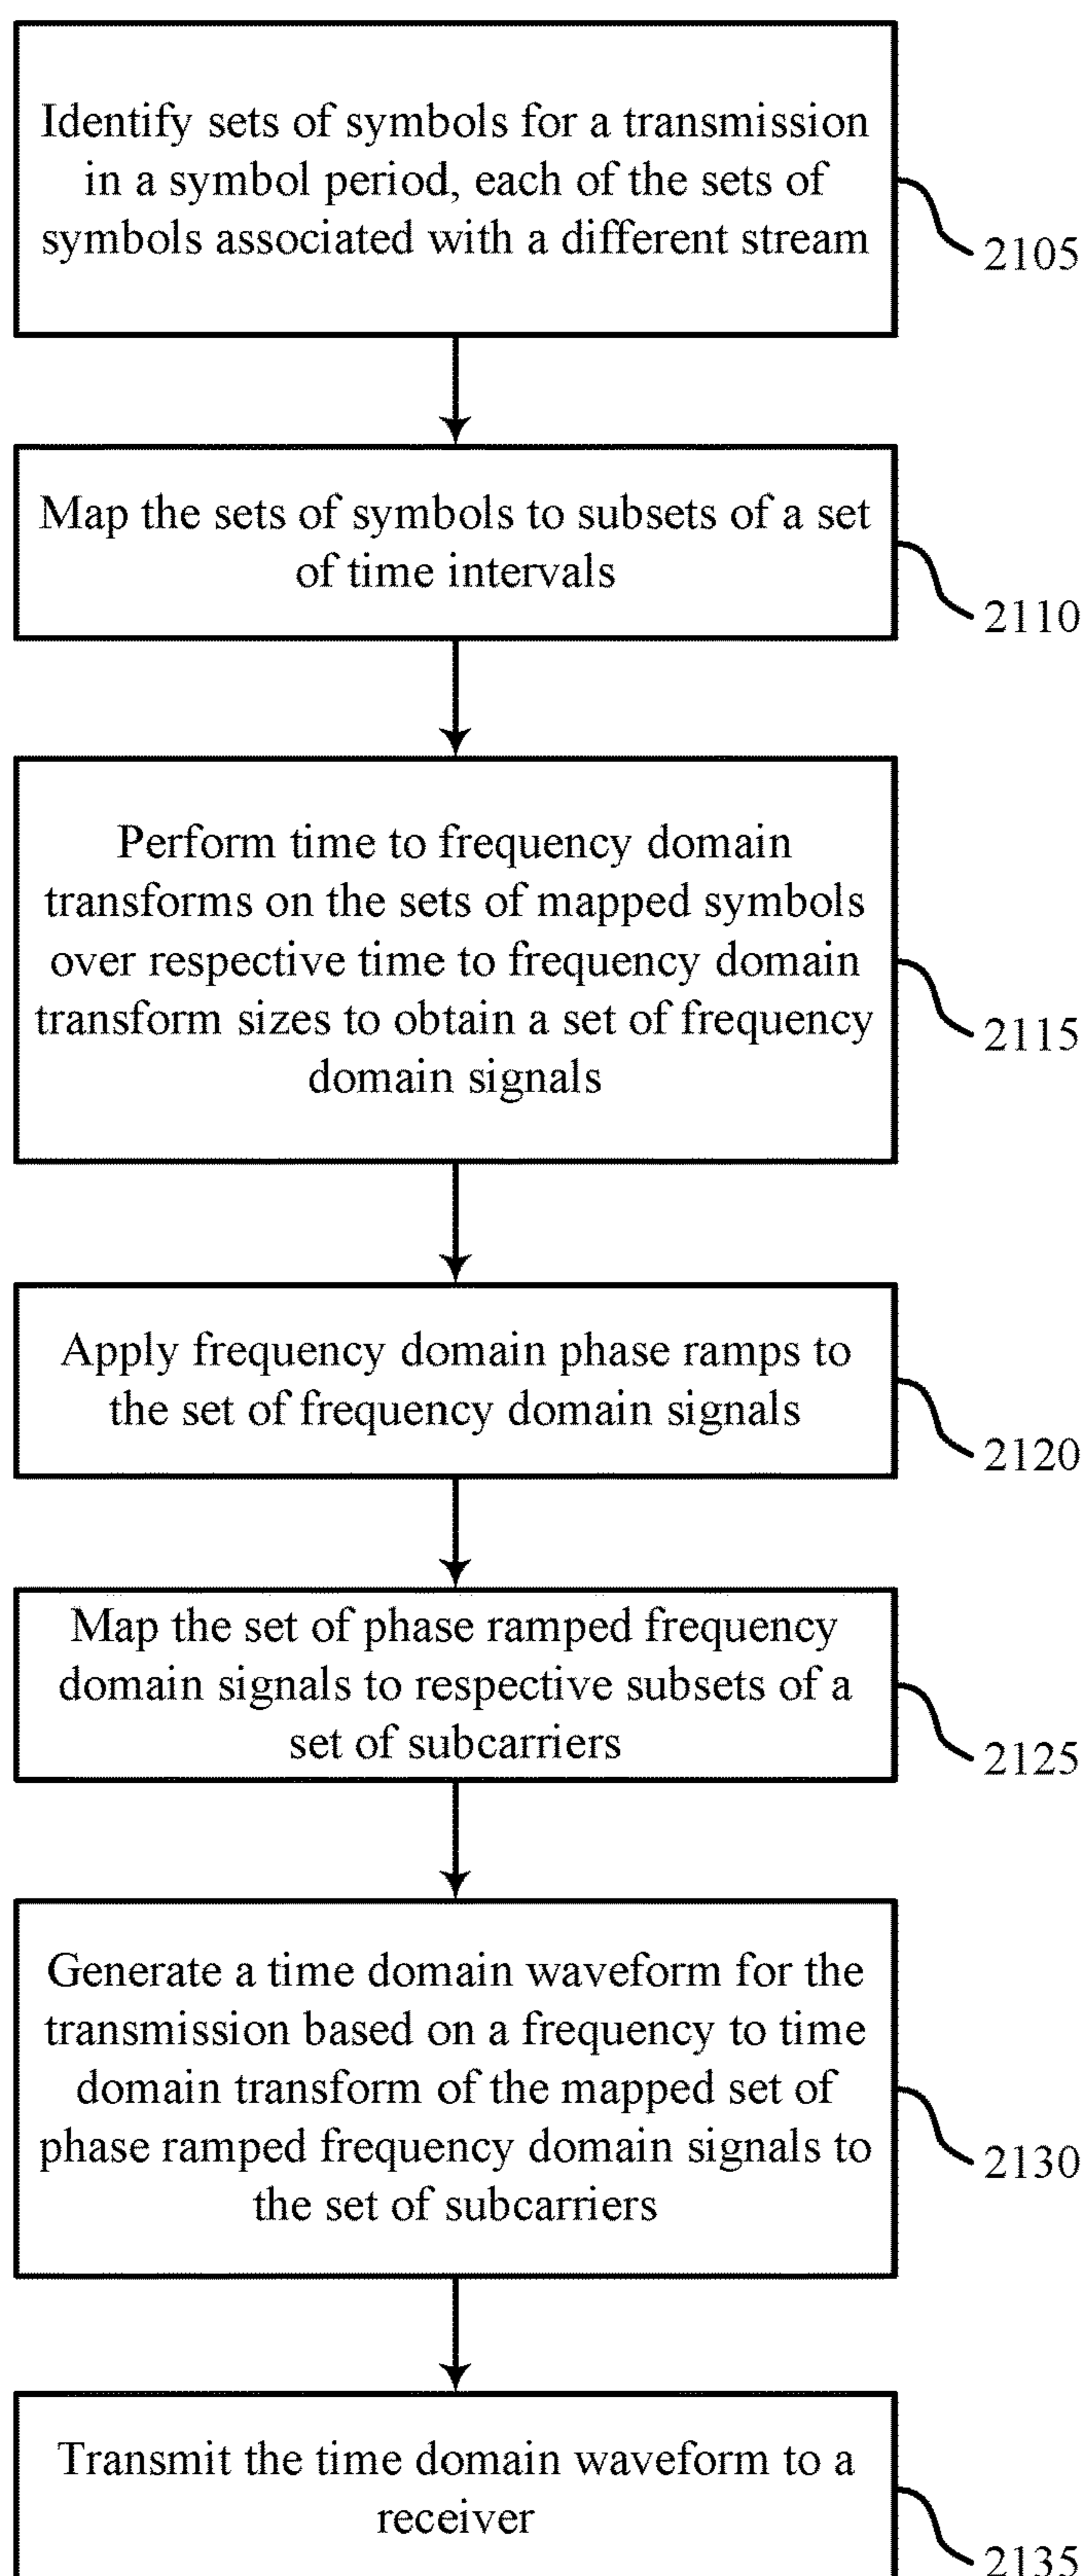 Identify sets of symbols for a transmission
in a symbol period, each of the sets of
symbols associated with a different stream
2105
Map the sets of symbols to subsets of a set
of time intervals
2110
Perform time to frequency domain
transforms on the sets of mapped symbols
over respective time to frequency domain
transform sizes to obtain a set of frequency
domain signals
2115
Apply frequency domain phase ramps to
the set of frequency domain signals
2120
Map the set of phase ramped frequency
domain signals to respective subsets of a
set of subcarriers
2125
Generate a time domain waveform for the
transmission based on a frequency to time
domain transform of the mapped set of
phase ramped frequency domain signals to
the set of subcarriers
2130
Transmit the time domain waveform to a
receiver
2135